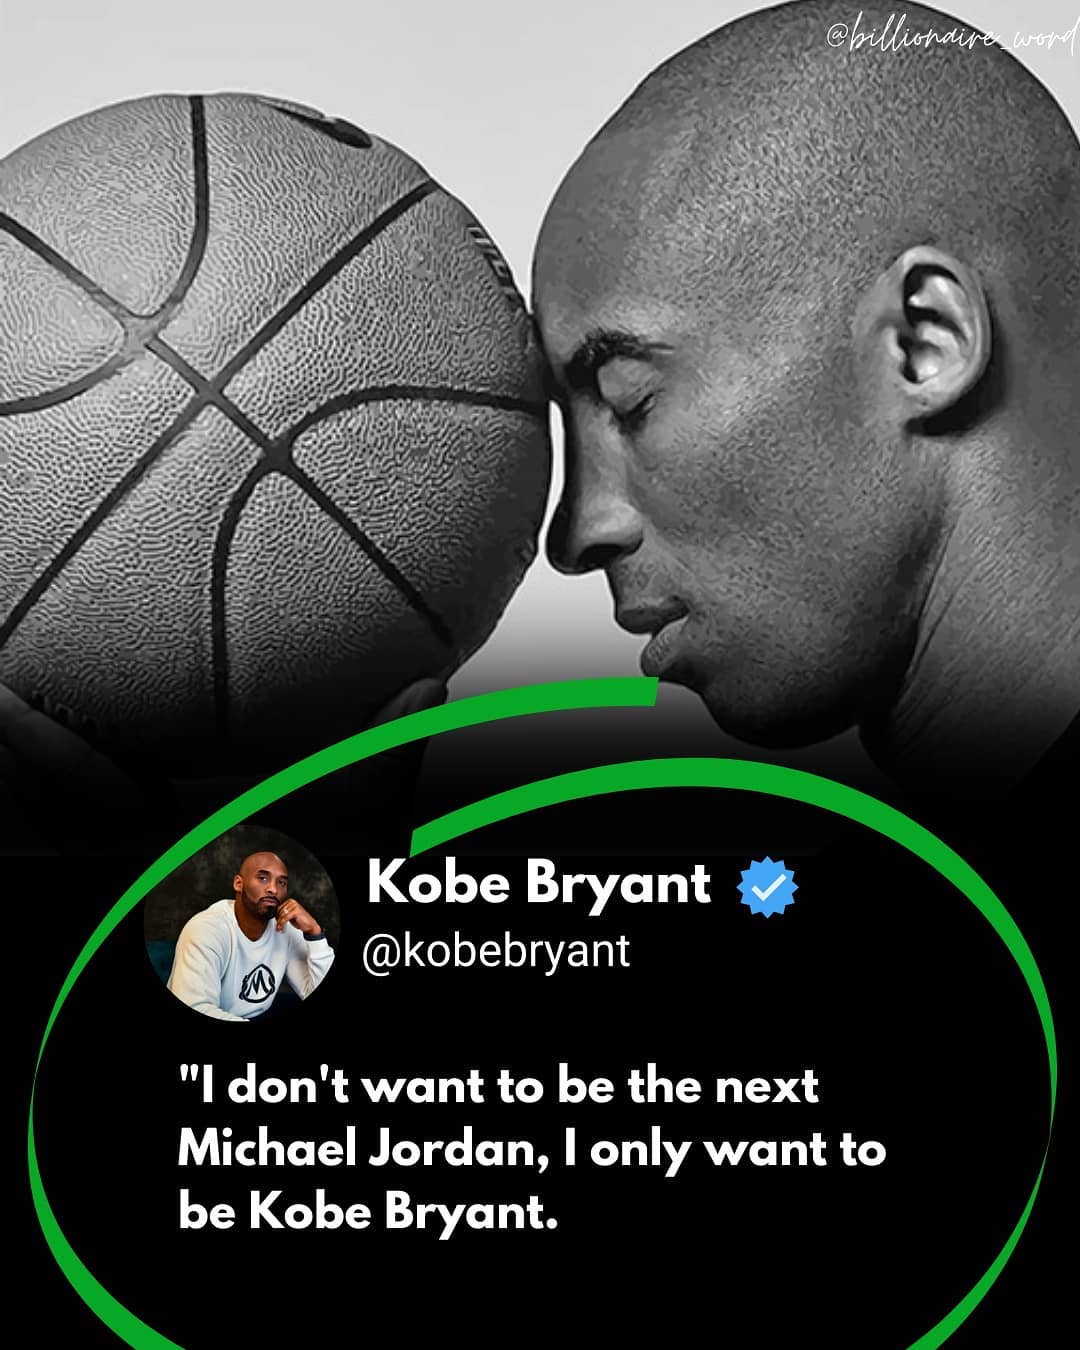 @billionaire_word
Kobe Bryant
@kobebryant
"I don't want to be the next
Michael Jordan, I only want to
be Kobe Bryant.